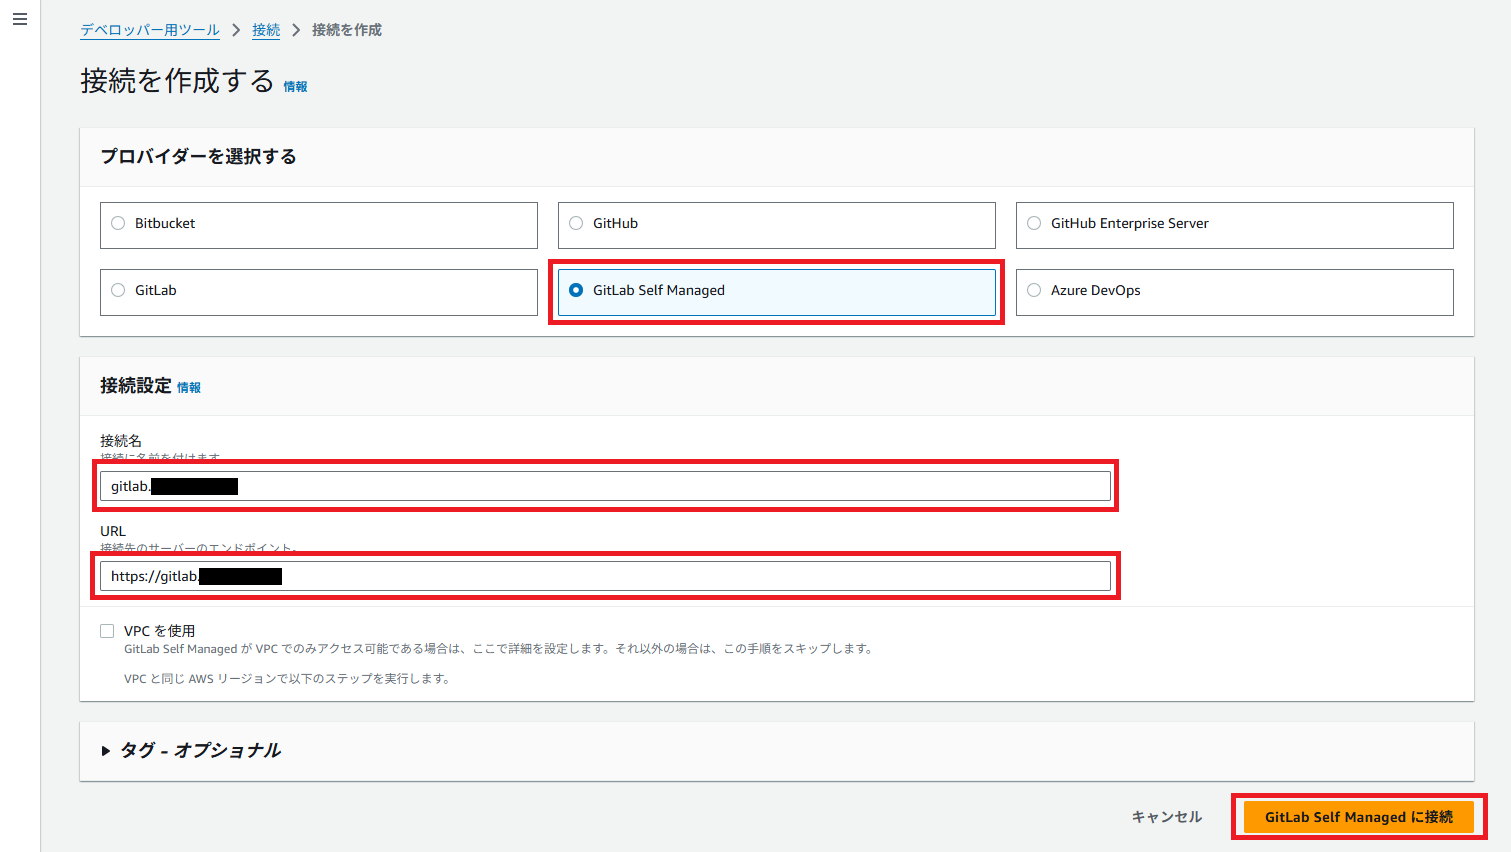 デベロッパー用ツール > 接続 > 接続を作成
接続を作成する 情報
プロバイダーを選択する
Bitbucket
GitHub
GitHub Enterprise Server
GitLab
GitLab Self Managed
Azure DevOps
接続設定 情報
接続名
接続に名前を付けます
gitlab.
URL
接続先のサーバーのエンドポイント。
https://gitlab.
VPC を使用
GitLab Self Managed が VPC でのみアクセス可能である場合は、ここで詳細を設定します。それ以外の場合は、この手順をスキップします。
VPC と同じ AWS リージョンで以下のステップを実行します。
タグ - オプショナル
キャンセル
GitLab Self Managed に接続